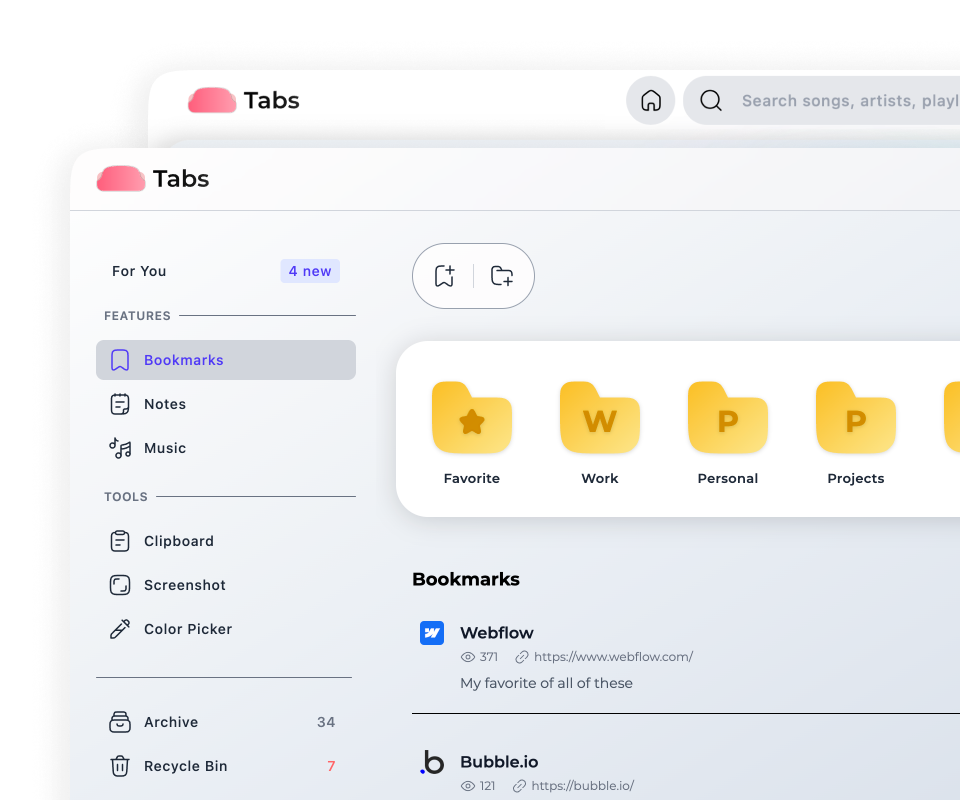 Tabs
Search songs, artists, playl
Tabs
For You
4 new
FEATURES
Bookmarks
Notes
Music
TOOLS
Clipboard
Screenshot
Color Picker
Archive 34
Recycle Bin 7
W
P
P
Favorite
Work
Personal
Projects
Bookmarks
Webflow
371 https://www.webflow.com/
My favorite of all of these
Bubble.io
121 https://bubble.io/